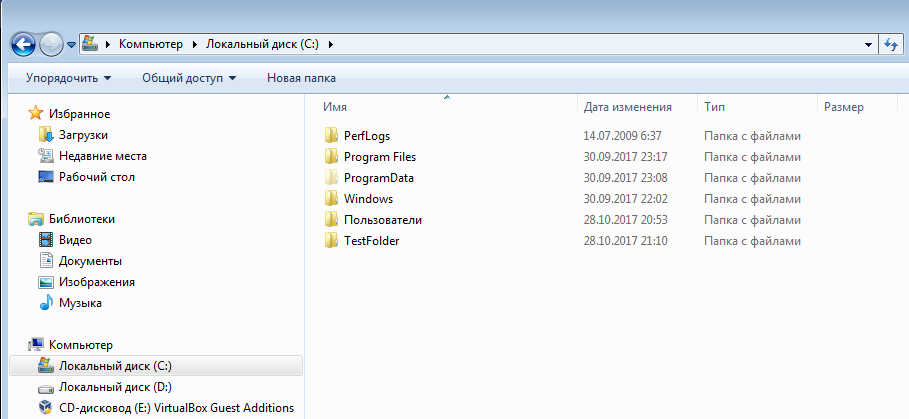 Компьютер Локальный диск (C:)
Упорядочить Общий доступ Новая папка
Избранное
Загрузки
Недавние места
Рабочий стол
Библиотеки
Видео
Документы
Изображения
Музыка
Компьютер
Локальный диск (C:)
Локальный диск (D:)
CD-дисковод (E:) VirtualBox Guest Additions
Имя Дата изменения Тип Размер
PerfLogs 14.07.2009 6:37 Папка с файлами
Program Files 30.09.2017 23:17 Папка с файлами
ProgramData 30.09.2017 23:08 Папка с файлами
Windows 30.09.2017 22:02 Папка с файлами
Пользователи 28.10.2017 20:53 Папка с файлами
TestFolder 28.10.2017 21:10 Папка с файлами